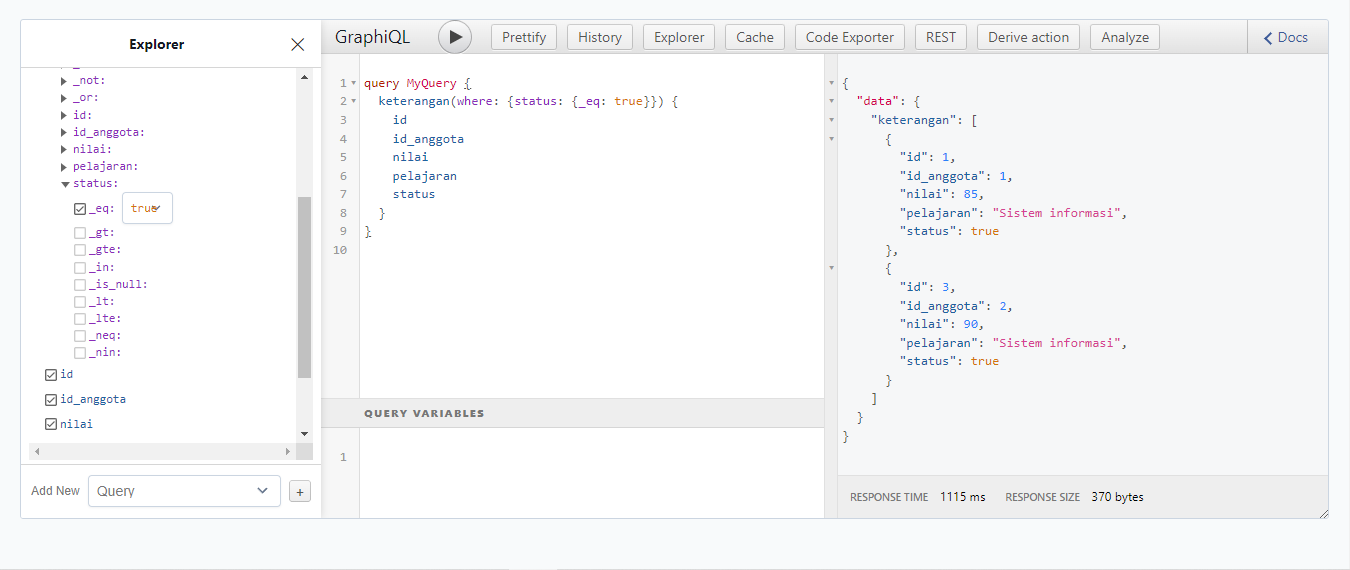 Explorer
_not:
_or:
id:
id_anggota:
nilai:
pelajaran:
status:
_eq: true
_gt:
_gte:
_in:
_is_null:
_lt:
_lte:
_neq:
_nin:
id
id_anggota
nilai
Add New Query +
GraphiQL Prettify History Explorer Cache Code Exporter REST Derive action Analyze Docs
1 query MyQuery {
2 keterangan(where: {status: {_eq: true}}) {
3 id
4 id_anggota
5 nilai
6 pelajaran
7 status
8 }
9 }
10
QUERY VARIABLES
1
{
"data": {
"keterangan": [
{
"id": 1,
"id_anggota": 1,
"nilai": 85,
"pelajaran": "Sistem informasi",
"status": true
},
{
"id": 3,
"id_anggota": 2,
"nilai": 90,
"pelajaran": "Sistem informasi",
"status": true
}
]
}
}
RESPONSE TIME 1115 ms RESPONSE SIZE 370 bytes